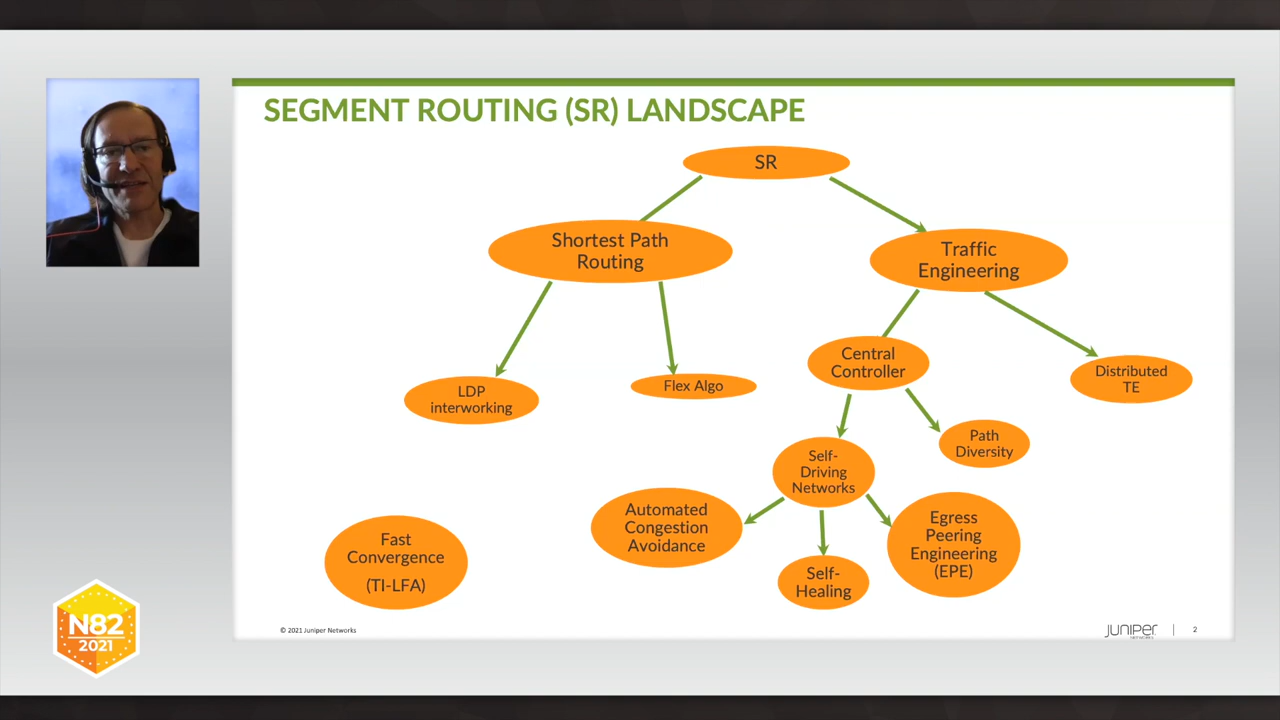 SEGMENT ROUTING (SR) LANDSCAPE
SR
Shortest Path
Routing
Traffic
Engineering
LDP
interworking
Flex Algo
Central
Controller
Distributed
TE
Path
Diversity
Self-
Driving
Networks
Automated
Congestion
Avoidance
Self-
Healing
Egress
Peering
Engineering
(EPE)
Fast
Convergence
(TI-LFA)
N82
2021
© 2021 Juniper Networks
JUNIPER
NETWORKS
2